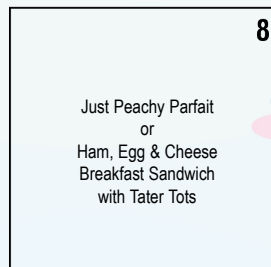 8
Just Peachy Parfait
or
Ham, Egg & Cheese
Breakfast Sandwich
with Tater Tots